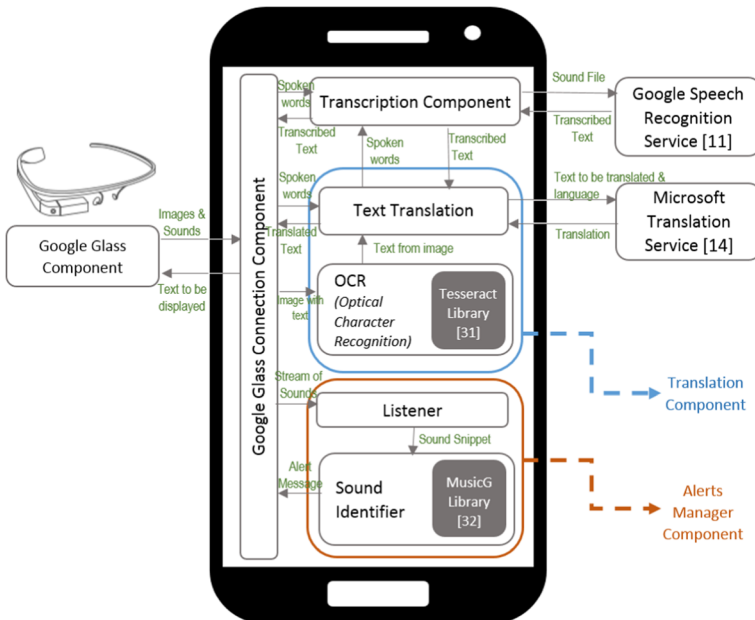 Spoken
words
Transcription Component
Transcribed
Text
Sound File
Transcribed
Text
Google Speech
Recognition
Service [11]
Spoken
words
Transcribed
Text
Spoken
words
Text Translation
Translated
Text
Text from image
Text to be translated &
language
Translation
Microsoft
Translation
Service [14]
Images &
Sounds
Google Glass
Component
Text to be
displayed
Google Glass Connection Component
Image with
text
OCR
(Optical
Character
Recognition)
Tesseract
Library
[31]
Translation
Component
Stream of
Sounds
Listener
Sound Snippet
Alert
Message
Sound
Identifier
MusicG
Library
[32]
Alerts
Manager
Component